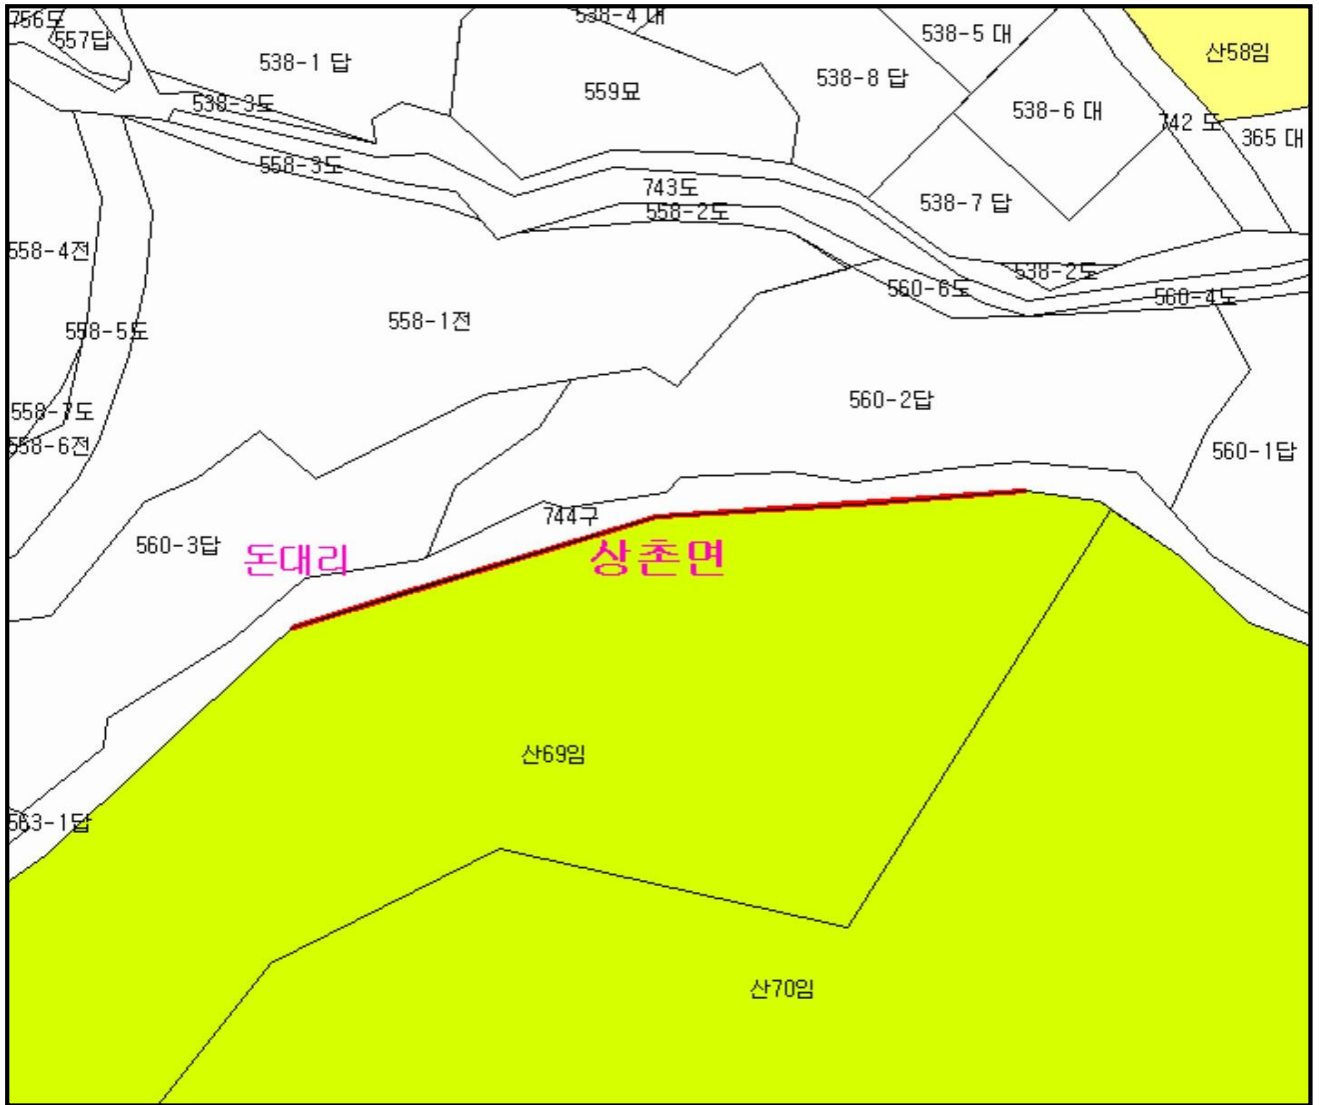 756도
538-4 대
557답
538-5 대
산58임
538-1 답
538-8 답
559묘
538-3도
538-6 대
742 도
365 대
558-3도
743도
538-7 답
558-2도
558-4전
538-2도
560-6도
560-4도
558-5도
558-1전
560-2답
558-7도
558-6전
560-1답
744구
560-3답
돈대리
상촌면
산69임
563-1답
산70임